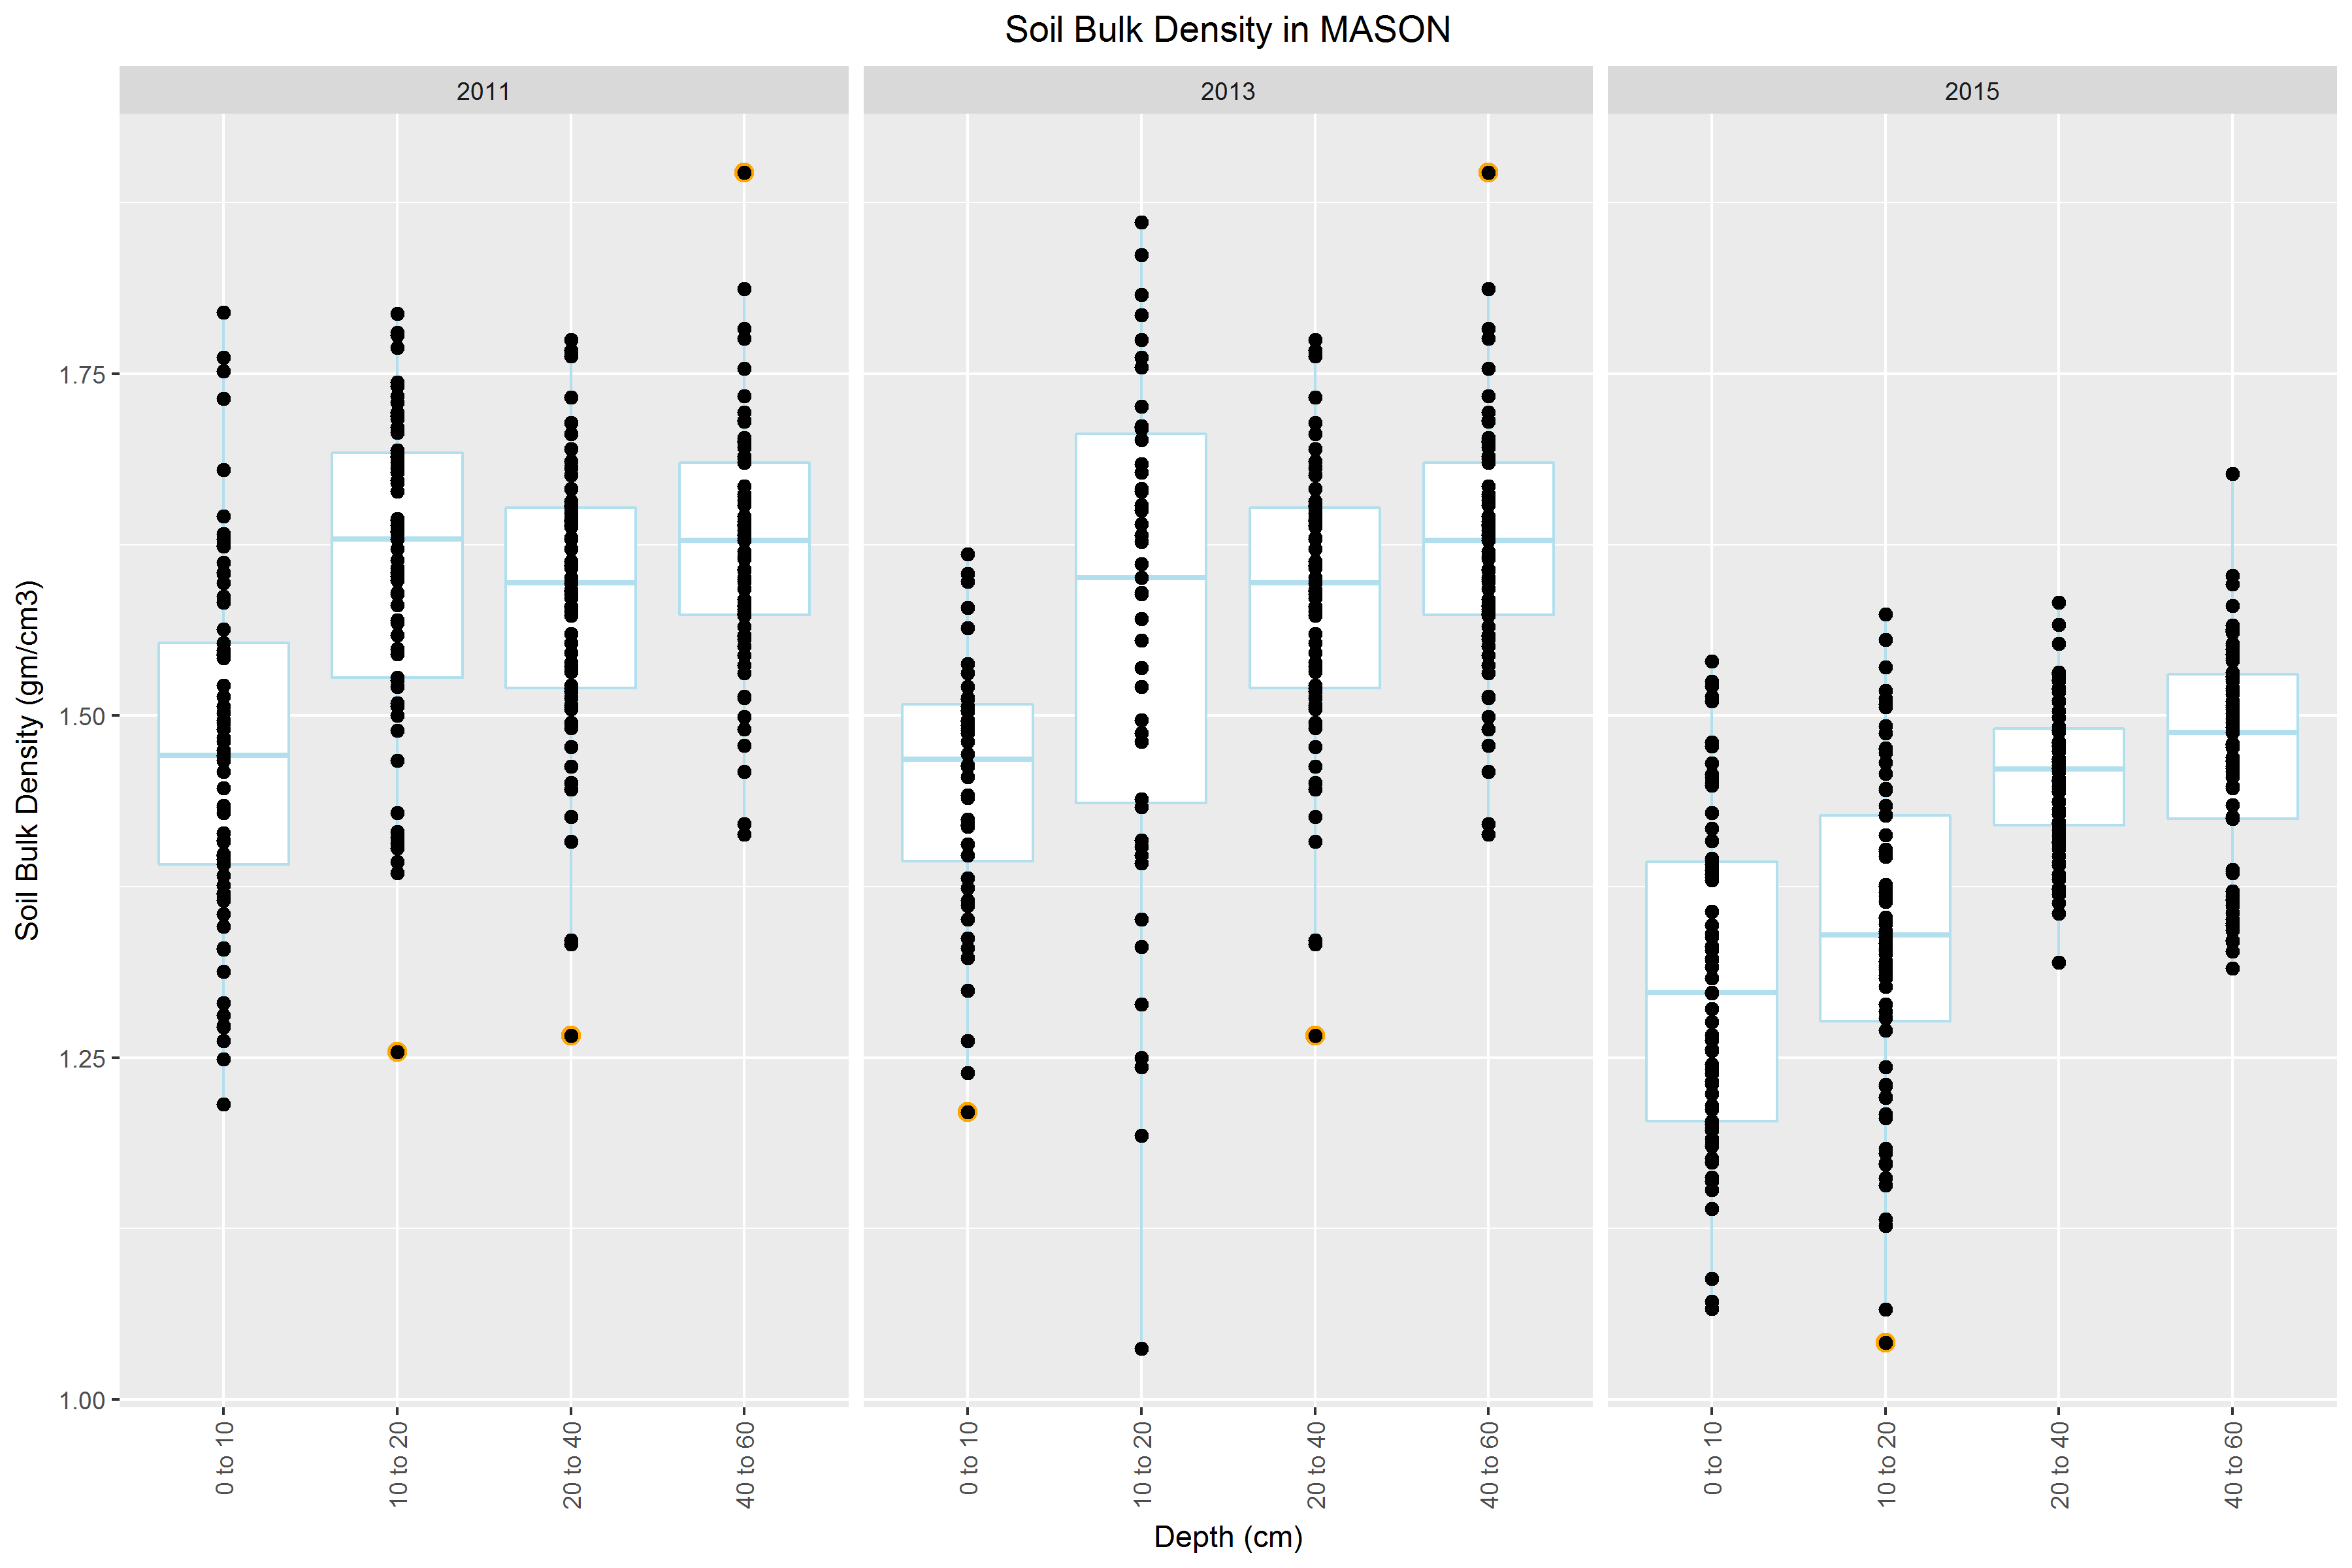 Soil Bulk Density in MASON
2011
2013
2015
Soil Bulk Density (gm/cm3)
1.75
1.50
1.25
1.00
0 to 10
10 to 20
20 to 40
40 to 60
0 to 10
10 to 20
20 to 40
40 to 60
0 to 10
10 to 20
20 to 40
40 to 60
Depth (cm)